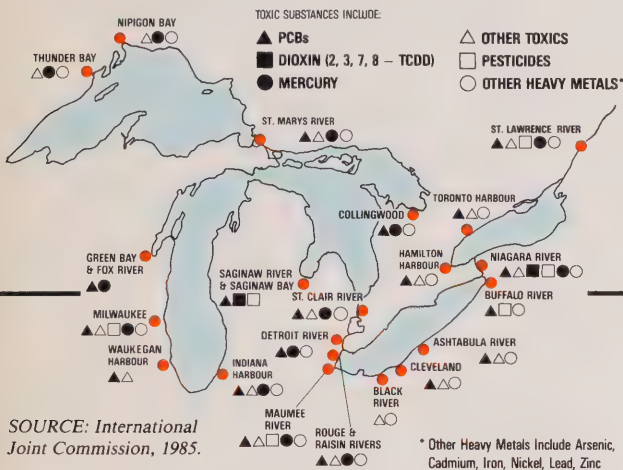 TOXIC SUBSTANCES INCLUDE:
▲ PCBs
■ DIOXIN (2, 3, 7, 8 – TCDD)
● MERCURY
△ OTHER TOXICS
□ PESTICIDES
○ OTHER HEAVY METALS*
NIPIGON BAY
△●○
THUNDER BAY
△●○
ST. MARYS RIVER
▲△●○
ST. LAWRENCE RIVER
▲△□●○
COLLINGWOOD
▲●○
TORONTO HARBOUR
▲△○
HAMILTON
HARBOUR
▲△○
NIAGARA RIVER
▲△■□●○
BUFFALO RIVER
▲□○
GREEN BAY
& FOX RIVER
▲●
SAGINAW RIVER
& SAGINAW BAY
▲■□
ST. CLAIR RIVER
▲△●○
MILWAUKEE
▲△□●○
WAUKEGAN
HARBOUR
▲△
INDIANA
HARBOUR
▲△●○
DETROIT RIVER
▲●○
ASHTABULA RIVER
▲△○
CLEVELAND
▲△○
BLACK
RIVER
△○
MAUMEE
RIVER
▲△□●○
ROUGE &
RAISIN RIVERS
▲△●○
SOURCE: International
Joint Commission, 1985.
* Other Heavy Metals Include Arsenic,
Cadmium, Iron, Nickel, Lead, Zinc